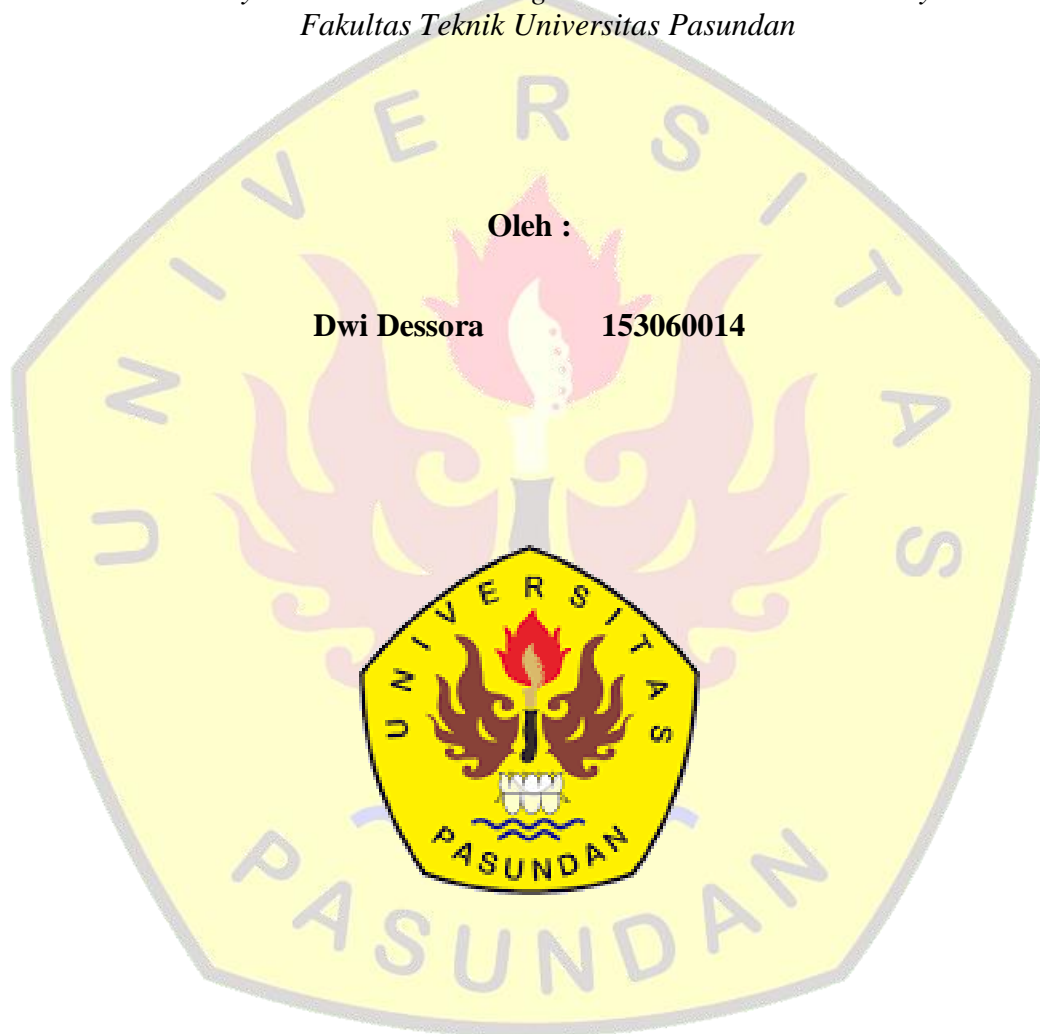 Fakultas Teknik Universitas Pasundan
UNIVERSITAS
Oleh :
Dwi Dessora 153060014
UNIVERSITAS
PASUNDAN
PASUNDAN